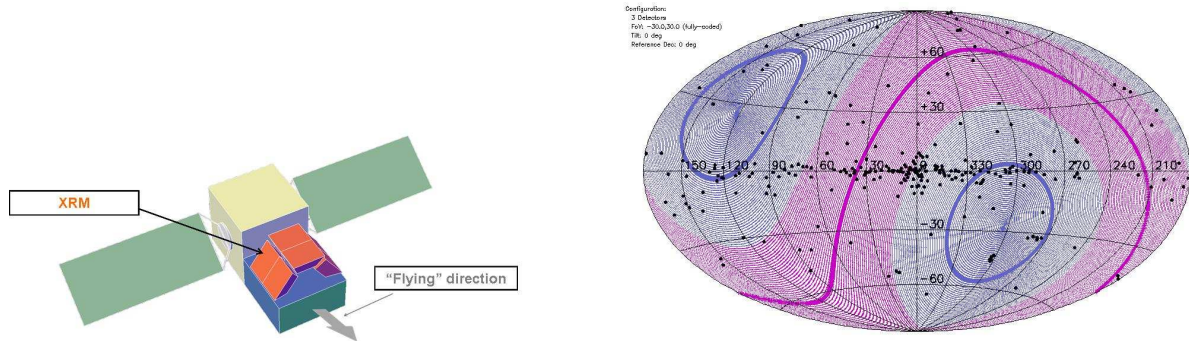 XRM
"Flying" direction
Configuration:
3 Detectors
FoV: -30.0,30.0 (fully-coded)
Tilt: 0 deg
Reference Dec: 0 deg
+60
+30
150 120 90 60 30 0 330 300 270 240 210
-30
-60